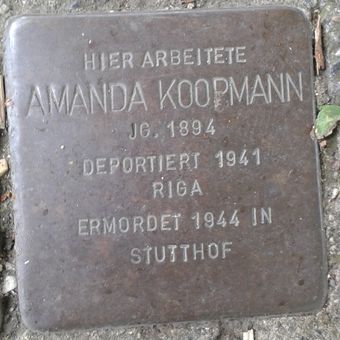 HIER ARBEITETE
AMANDA KOOPMANN
JG. 1894
DEPORTIERT 1941
RIGA
ERMORDET 1944 IN
STUTTHOF